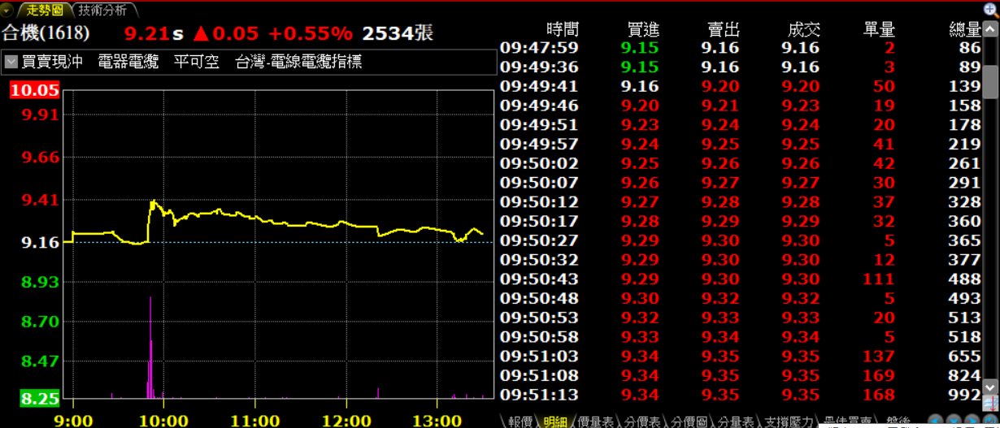 走勢圖 技術分析
合機(1618) 9.21s ▲0.05 +0.55% 2534張
買賣現沖 電器電纜 平可空 台灣-電線電纜指標
10.05
9.91
9.66
9.41
9.16
8.93
8.70
8.47
8.25
9:00 10:00 11:00 12:00 13:00
時間 買進 賣出 成交 單量 總量
09:47:59 9.15 9.16 9.16 2 86
09:49:36 9.15 9.16 9.16 3 89
09:49:41 9.16 9.20 9.20 50 139
09:49:46 9.20 9.21 9.23 19 158
09:49:51 9.23 9.24 9.24 20 178
09:49:57 9.24 9.25 9.25 41 219
09:50:02 9.25 9.26 9.26 42 261
09:50:07 9.26 9.27 9.27 30 291
09:50:12 9.27 9.28 9.28 37 328
09:50:17 9.28 9.29 9.29 32 360
09:50:27 9.29 9.30 9.30 5 365
09:50:32 9.29 9.30 9.30 12 377
09:50:43 9.29 9.30 9.30 111 488
09:50:48 9.30 9.32 9.32 5 493
09:50:53 9.32 9.33 9.33 20 513
09:50:58 9.33 9.34 9.34 5 518
09:51:03 9.34 9.35 9.35 137 655
09:51:08 9.34 9.35 9.35 169 824
09:51:13 9.34 9.35 9.35 168 992
報價 明細 價量表 分價表 分價圖 分量表 支撐壓力 最佳買賣 盤後